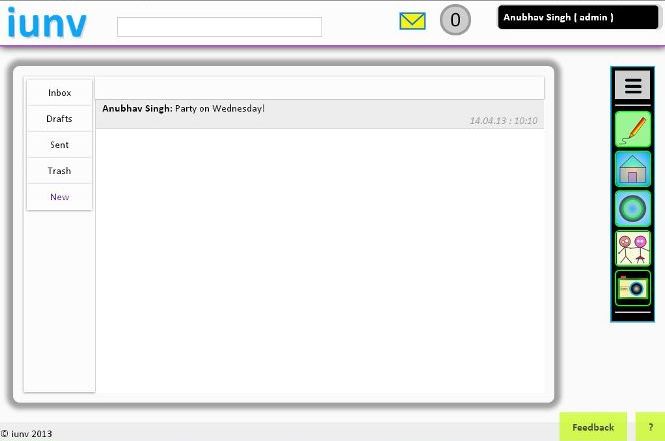 iunv
0
Anubhav Singh ( admin )
Inbox
Drafts
Sent
Trash
New
Anubhav Singh: Party on Wednesday!
14.04.13 : 10:10
Feedback
?
© iunv 2013